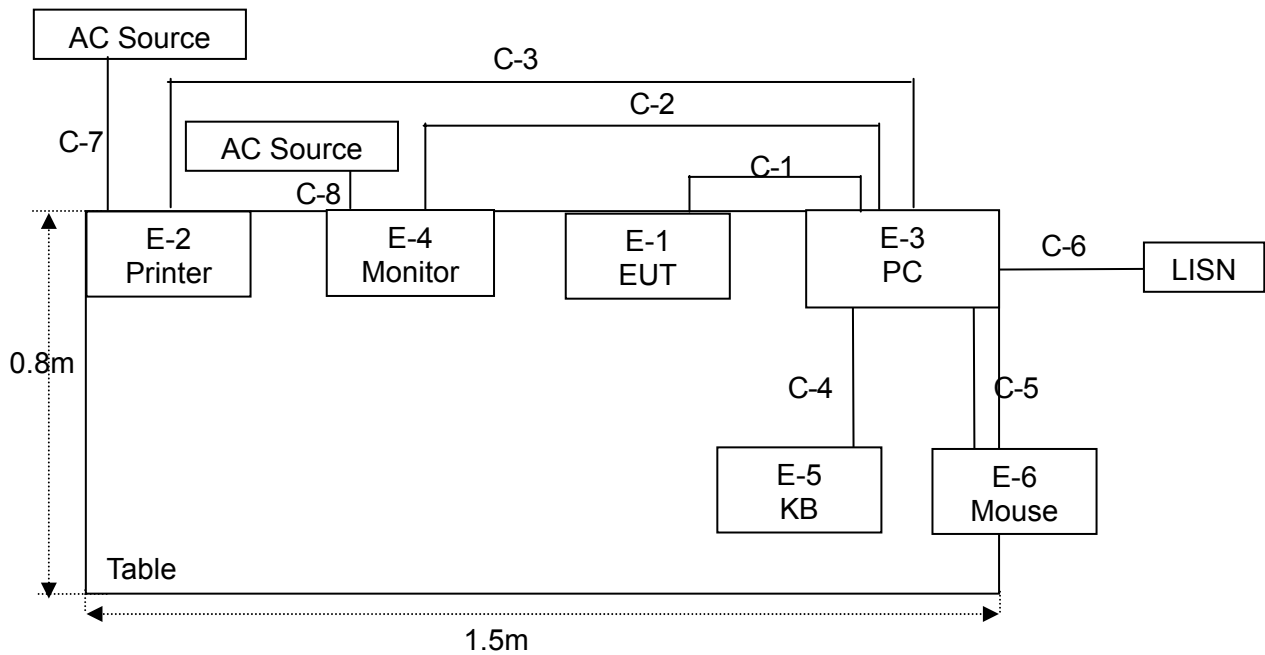 AC Source
C-3
C-2
C-7
AC Source
C-1
C-8
E-2
Printer
E-4
Monitor
E-1
EUT
E-3
PC
C-6
LISN
0.8m
C-4
C-5
E-5
KB
E-6
Mouse
Table
1.5m